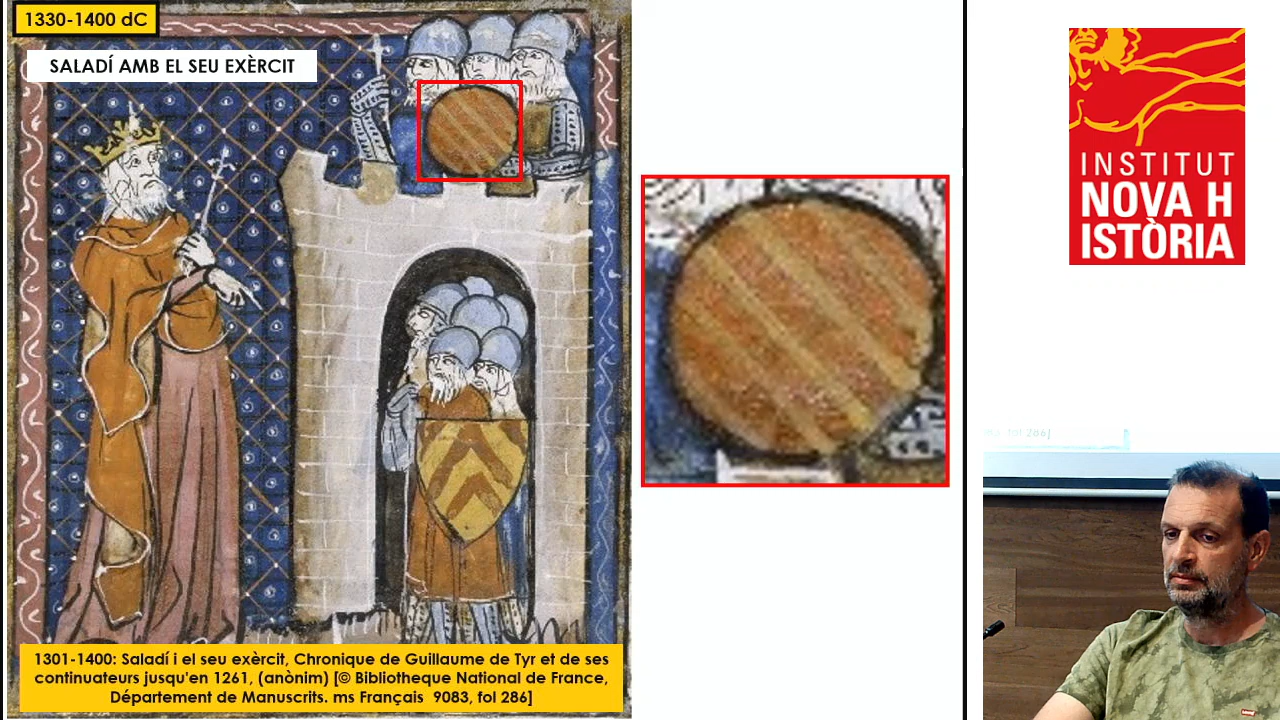 1330-1400 dC
SALADÍ AMB EL SEU EXÈRCIT
1301-1400: Saladí i el seu exèrcit, Chronique de Guillaume de Tyr et de ses
continuateurs jusqu'en 1261, (anònim) [© Bibliotheque National de France,
Département de Manuscrits. ms Français 9083, fol 286]
INSTITUT
NOVA H
ISTÒRIA
fol 286]